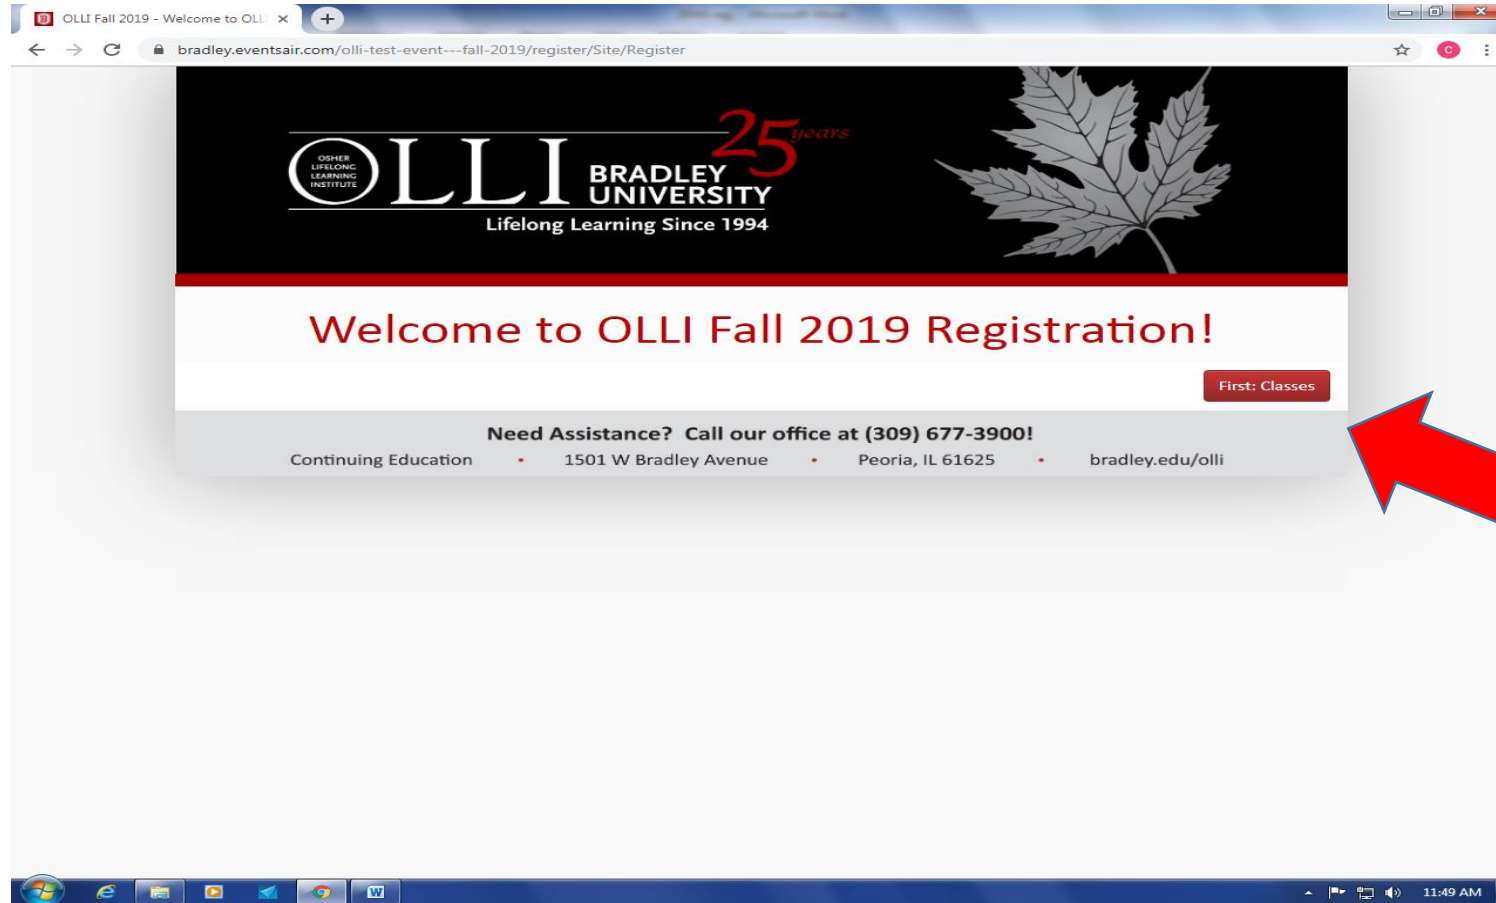 OLLI Fall 2019 - Welcome to OLL
bradley.eventsair.com/olli-test-event---fall-2019/register/Site/Register
C
25 years
OSHER
LIFELONG
LEARNING
INSTITUTE
OLLI
BRADLEY
UNIVERSITY
Lifelong Learning Since 1994
Welcome to OLLI Fall 2019 Registration!
First: Classes
Need Assistance? Call our office at (309) 677-3900!
Continuing Education • 1501 W Bradley Avenue • Peoria, IL 61625 • bradley.edu/olli
11:49 AM